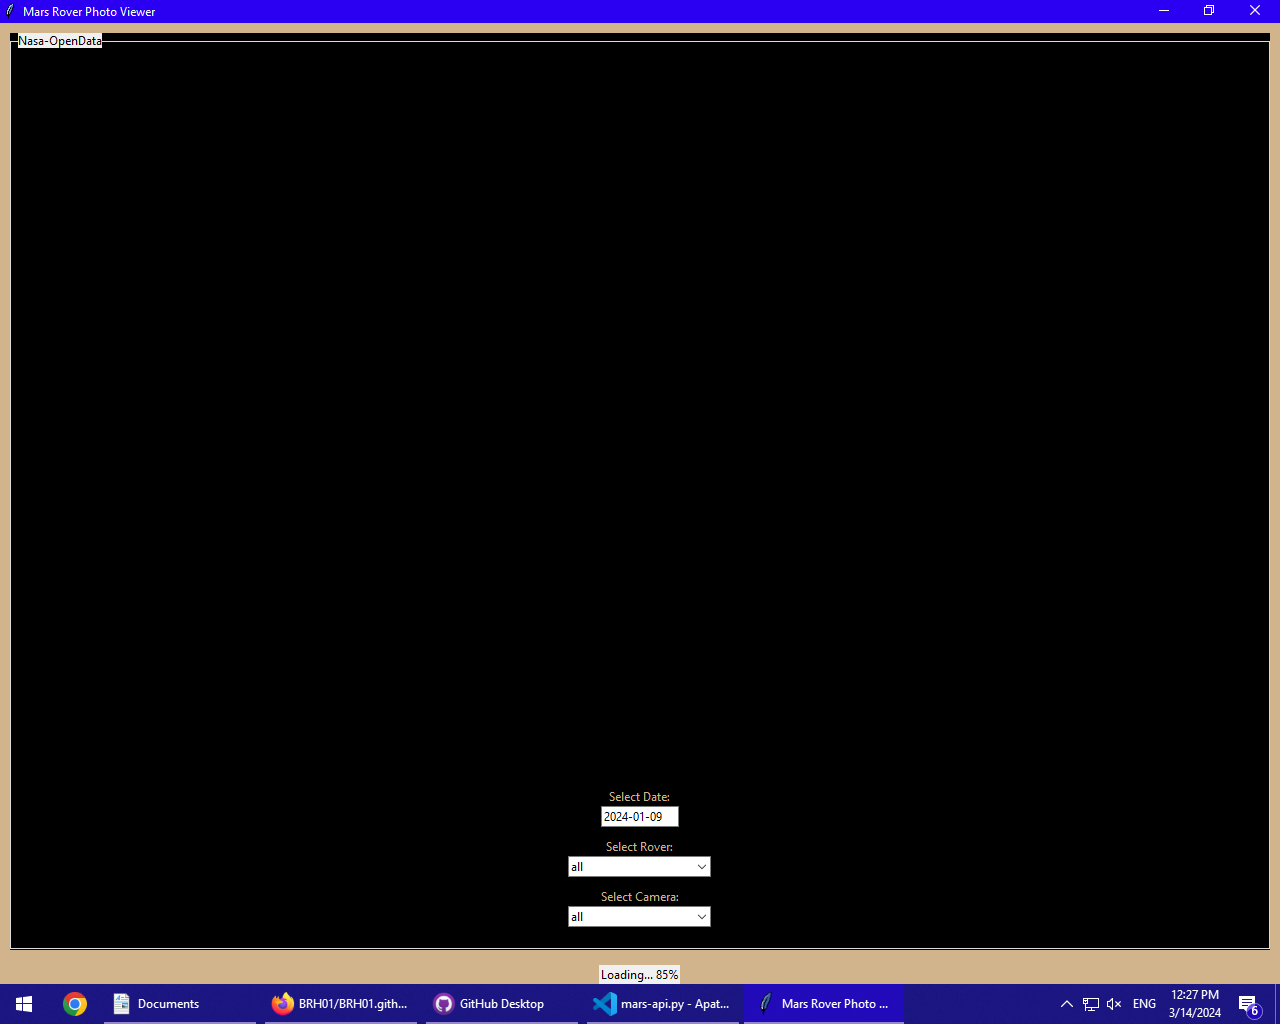 Mars Rover Photo Viewer
Nasa-OpenData
Select Date:
2024-01-09
Select Rover:
all
Select Camera:
all
Loading... 85%
Documents
BRH01/BRH01.gith...
GitHub Desktop
mars-api.py - Apat...
Mars Rover Photo ...
ENG
12:27 PM
3/14/2024
6